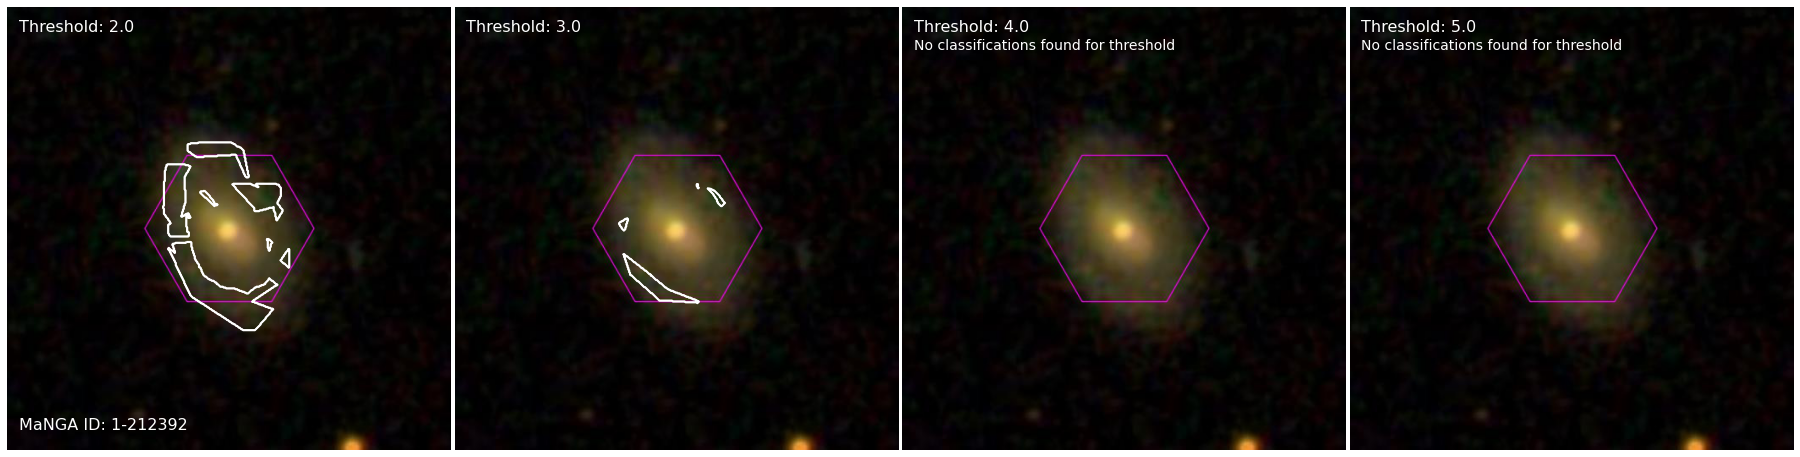 Threshold: 2.0
MaNGA ID: 1-212392
Threshold: 3.0
Threshold: 4.0
No classifications found for threshold
Threshold: 5.0
No classifications found for threshold